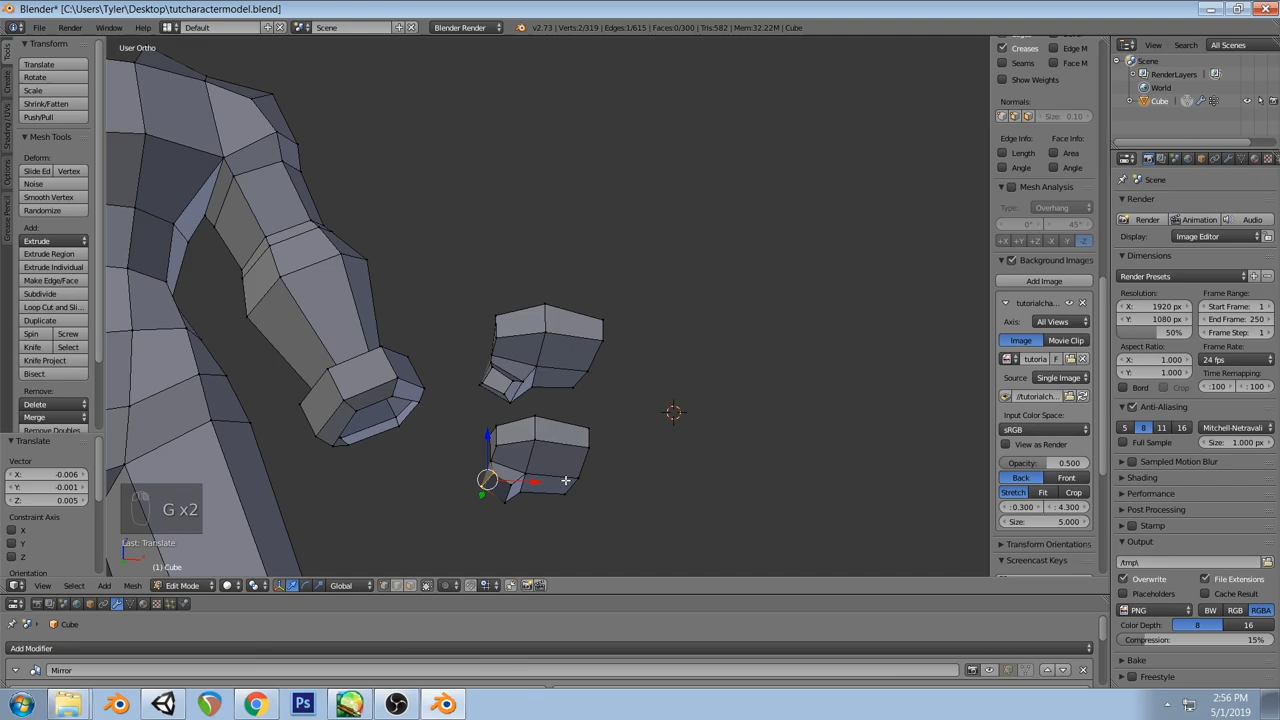 Blender* [C:\Users\Tyler\Desktop\tutcharactermodel.blend]
File Render Window Help Default Scene Blender Render v2.73 | Verts:2/319 | Edges:1/615 | Faces:0/300 | Tris:582 | Mem:32.22M | Cube
User Ortho
Tools
Create
Shading / UVs
Options
Grease Pencil
Transform
Translate
Rotate
Scale
Shrink/Fatten
Push/Pull
Mesh Tools
Deform:
Slide Ed Vertex
Noise
Smooth Vertex
Randomize
Add:
Extrude
Extrude Region
Extrude Individual
Make Edge/Face
Subdivide
Loop Cut and Sli...
Duplicate
Spin Screw
Knife Select
Knife Project
Bisect
Remove:
Delete
Merge
Remove Doubles
Translate
Vector
X: -0.006
Y: -0.001
Z: 0.005
Constraint Axis
X
Y
Z
Orientation
G x2
Last: Translate
(1) Cube
View Select Add Mesh Edit Mode Global
Cube
Add Modifier
Mirror
Creases Edge M
Seams Face M
Show Weights
Normals:
Size: 0.10
Edge Info: Face Info:
Length Area
Angle Angle
Mesh Analysis
Type: Overhang
0° 45°
+X +Y +Z -X -Y -Z
Background Images
Add Image
tutorialcha
Axis: All Views
Image Movie Clip
tutoria F
Source Single Image
//tutorialch...
Input Color Space:
sRGB
View as Render
Opacity: 0.500
Back Front
Stretch Fit Crop
: 0.300 : 4.300
Size: 5.000
Transform Orientations
Screencast Keys
View Search All Scenes
Scene
RenderLayers
World
Cube
Scene
Render
Render Animation Audio
Display: Image Editor
Dimensions
Render Presets
Resolution: Frame Range:
X: 1920 px Start Frame: 1
Y: 1080 px End Frame: 250
50% Frame Step: 1
Aspect Ratio: Frame Rate:
X: 1.000 24 fps
Y: 1.000 Time Remapping:
Border Crop :100 : 100
Anti-Aliasing
5 8 11 16 Mitchell-Netravali
Full Sample Size: 1.000 px
Sampled Motion Blur
Shading
Performance
Post Processing
Stamp
Output
/tmp\
Overwrite File Extensions
Placeholders Cache Result
PNG BW RGB RGBA
Color Depth: 8 16
Compression: 15%
Bake
Freestyle
Ps
2:56 PM
5/1/2019